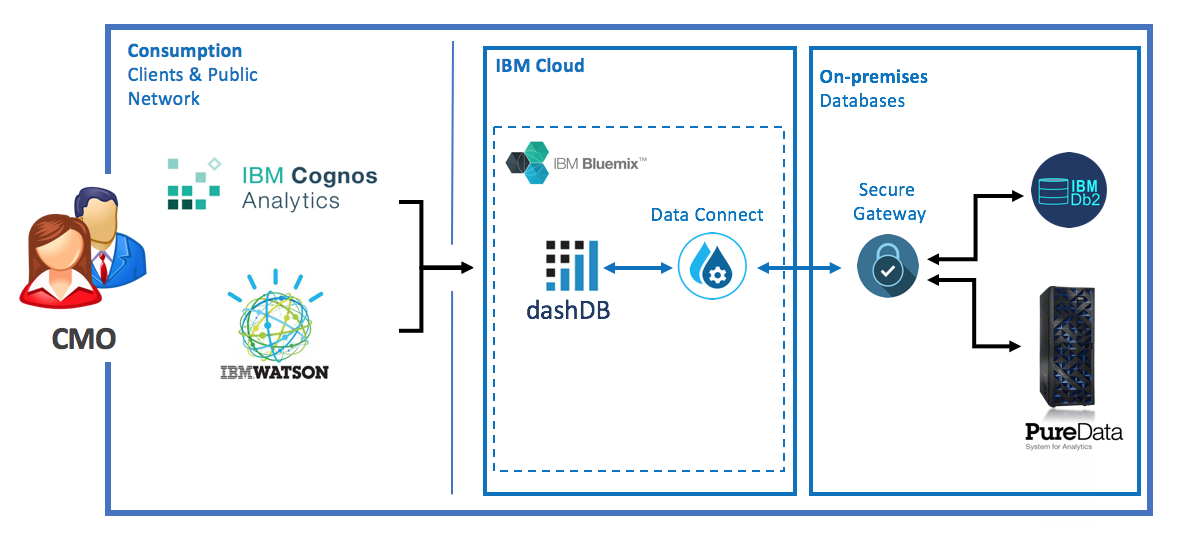 Consumption
Clients & Public
Network
IBM Cognos
Analytics
CMO
IBMWATSON
IBM Cloud
IBM Bluemix™
Data Connect
dashDB
On-premises
Databases
Secure
Gateway
IBM
Db2
PureData
System for Analytics